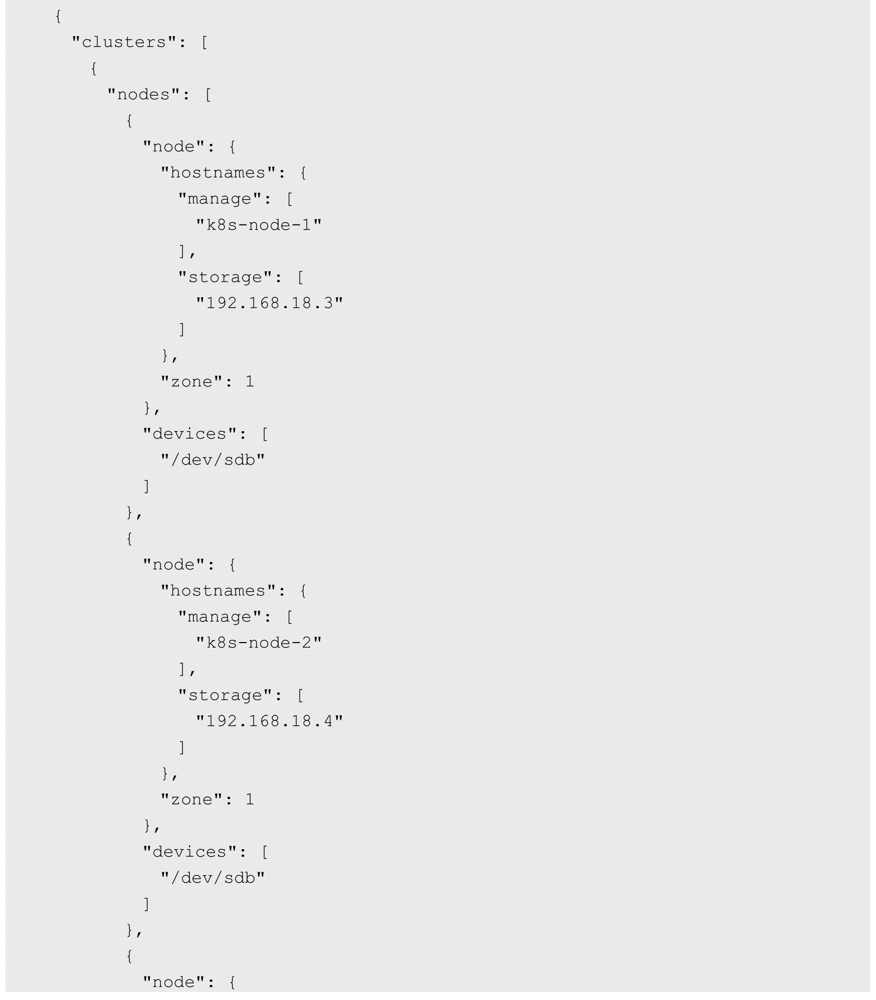 {
  "clusters": [
    {
      "nodes": [
        {
          "node": {
            "hostnames": {
              "manage": [
                "k8s-node-1"
              ],
              "storage": [
                "192.168.18.3"
              ]
            },
            "zone": 1
          },
          "devices": [
            "/dev/sdb"
          ]
        },
        {
          "node": {
            "hostnames": {
              "manage": [
                "k8s-node-2"
              ],
              "storage": [
                "192.168.18.4"
              ]
            },
            "zone": 1
          },
          "devices": [
            "/dev/sdb"
          ]
        },
        {
          "node": {